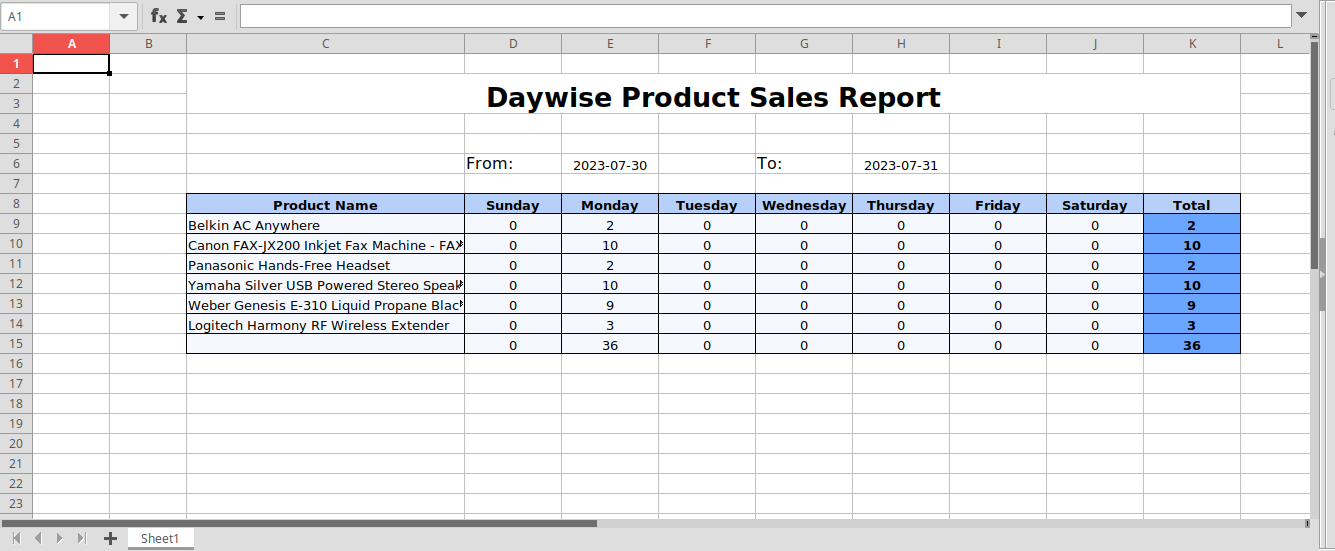 A1 fx Σ =
A B C D E F G H I J K L
1
2
3 Daywise Product Sales Report
4
5
6 From: 2023-07-30 To: 2023-07-31
7
8 Product Name Sunday Monday Tuesday Wednesday Thursday Friday Saturday Total
9 Belkin AC Anywhere 0 2 0 0 0 0 0 2
10 Canon FAX-JX200 Inkjet Fax Machine - FAX 0 10 0 0 0 0 0 10
11 Panasonic Hands-Free Headset 0 2 0 0 0 0 0 2
12 Yamaha Silver USB Powered Stereo Speak 0 10 0 0 0 0 0 10
13 Weber Genesis E-310 Liquid Propane Blac 0 9 0 0 0 0 0 9
14 Logitech Harmony RF Wireless Extender 0 3 0 0 0 0 0 3
15 0 36 0 0 0 0 0 36
16
17
18
19
20
21
22
23
Sheet1